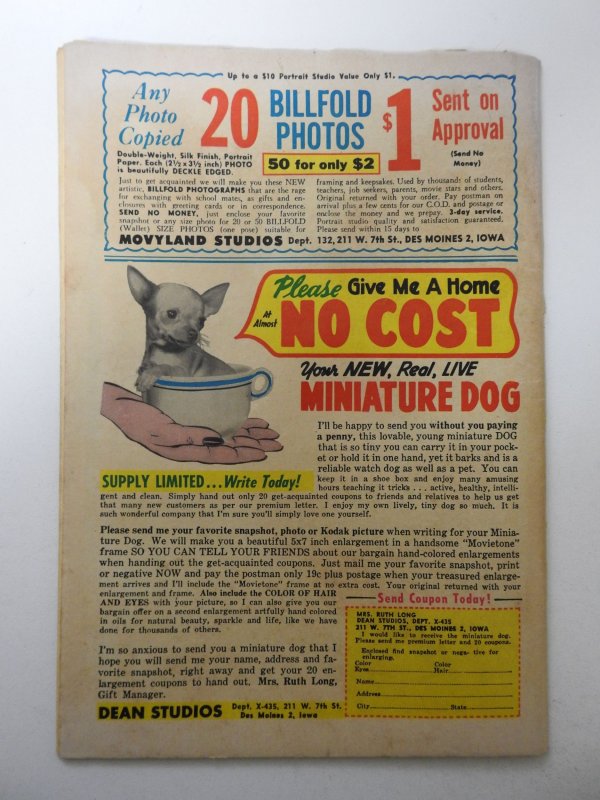 Up to a $10 Portrait Studio Value Only $1.
Any
Photo
Copied
20
BILLFOLD
PHOTOS
50 for only $2
$1
Sent on
Approval
(Send No
Money)
Double-Weight, Silk Finish, Portrait
Paper. Each (2½ x 3½ inch) PHOTO
is beautifully DECKLE EDGED.
Just to get acquainted we will make you these NEW
artistic, BILLFOLD PHOTOGRAPHS that are the rage
for exchanging with school mates, as gifts and en-
closures with greeting cards or in correspondence.
SEND NO MONEY, just enclose your favorite
snapshot or any size photo for 20 or 50 BILLFOLD
(Wallet) SIZE PHOTOS (one pose) suitable for
framing and keepsakes. Used by thousands of students,
teachers, job seekers, parents, movie stars and others.
Original returned with your order. Pay postman on
arrival plus a few cents for our C.O.D. and postage or
enclose the money and we prepay. 3-day service.
Portrait studio quality and satisfaction guaranteed.
Please send within 15 days to
MOVYLAND STUDIOS Dept. 132, 211 W. 7th St., DES MOINES 2, IOWA
Please Give Me A Home
At
Almost
NO COST
Your NEW, Real, LIVE
MINIATURE DOG
I'll be happy to send you without you paying
a penny, this lovable, young miniature DOG
that is so tiny you can carry it in your pock-
et or hold it in one hand, yet it barks and is a
reliable watch dog as well as a pet. You can
SUPPLY LIMITED...Write Today!
keep it in a shoe box and enjoy many amusing
hours teaching it tricks . . . active, healthy, intelli-
gent and clean. Simply hand out only 20 get-acquainted coupons to friends and relatives to help us get
that many new customers as per our premium letter. I enjoy my own lively, tiny dog so much. It is
such wonderful company that I'm sure you'll simply love one yourself.
Please send me your favorite snapshot, photo or Kodak picture when writing for your Minia-
ture Dog. We will make you a beautiful 5x7 inch enlargement in a handsome "Movietone"
frame SO YOU CAN TELL YOUR FRIENDS about our bargain hand-colored enlargements
when handing out the get-acquainted coupons. Just mail me your favorite snapshot, print
or negative NOW and pay the postman only 19c plus postage when your treasured enlarge-
ment arrives and I'll include the "Movietone" frame at no extra cost. Your original returned with your
enlargement and frame. Also include the COLOR OF HAIR
AND EYES with your picture, so I can also give you our
bargain offer on a second enlargement artfully hand colored
in oils for natural beauty, sparkle and life, like we have
done for thousands of others.
I'm so anxious to send you a miniature dog that I
hope you will send me your name, address and fa-
vorite snapshot, right away and get your 20 en-
largement coupons to hand out. Mrs. Ruth Long,
Gift Manager.
DEAN STUDIOS Dept. X-435, 211 W. 7th St.
Des Moines 2, Iowa
Send Coupon Today!
MRS. RUTH LONG
DEAN STUDIOS, DEPT. X-435
211 W. 7TH ST., DES MOINES 2, IOWA
I would like to receive the miniature dog.
Please send me premium letter and 20 coupons.
Enclosed find snapshot or nega- tive for
enlarging.
Color Color
Eyes Hair
Name
Address
City State